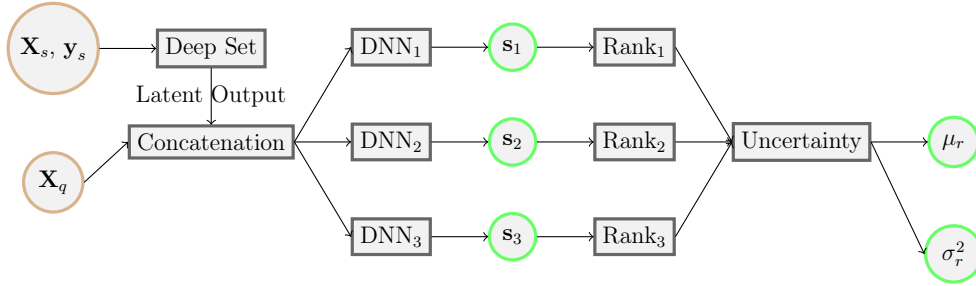 𝐗ₛ, 𝐲ₛ
Deep Set
DNN₁
𝐬₁
Rank₁
Latent Output
Concatenation
DNN₂
𝐬₂
Rank₂
Uncertainty
μᵣ
𝐗_q
DNN₃
𝐬₃
Rank₃
σᵣ²